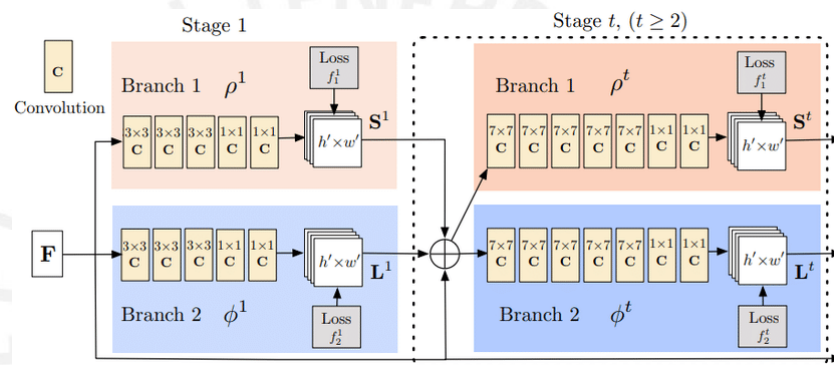 Stage 1
Stage t, (t ≥ 2)
C
Convolution
Branch 1 ρ¹
Loss
f₁¹
3×3 3×3 3×3 1×1 1×1
C C C C C
h′×w′
S¹
Branch 1 ρᵗ
Loss
f₁ᵗ
7×7 7×7 7×7 7×7 7×7 1×1 1×1
C C C C C C C
h′×w′
Sᵗ
F
3×3 3×3 3×3 1×1 1×1
C C C C C
h′×w′
L¹
Branch 2 ϕ¹
Loss
f₂¹
7×7 7×7 7×7 7×7 7×7 1×1 1×1
C C C C C C C
h′×w′
Lᵗ
Branch 2 ϕᵗ
Loss
f₂ᵗ